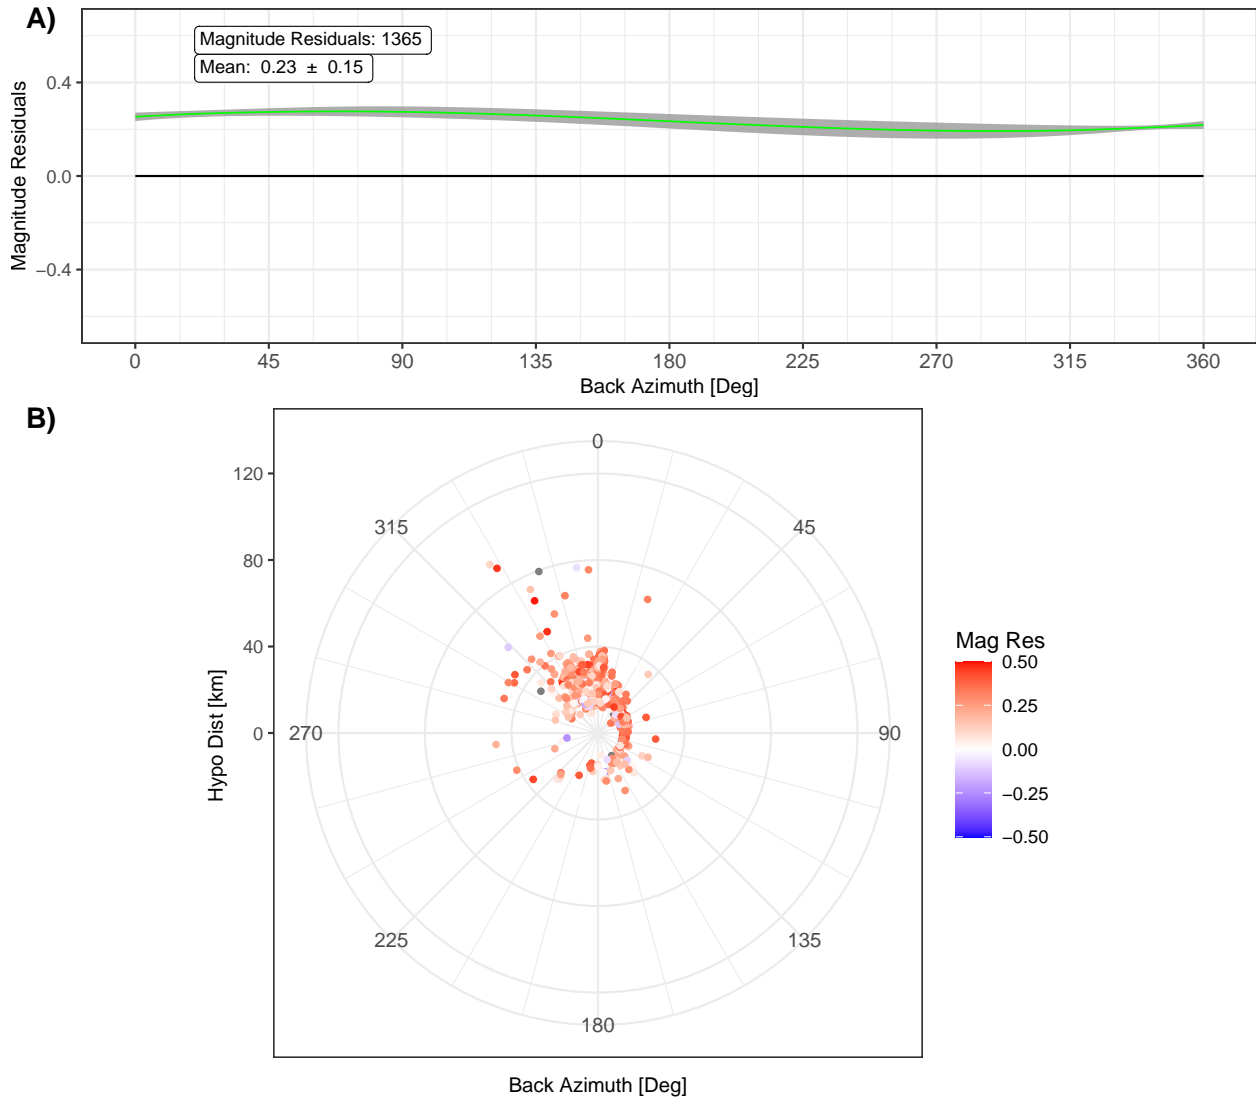 A)
Magnitude Residuals: 1365
Mean:  0.23  ±  0.15
0.4
0.0
−0.4
Magnitude Residuals
0 45 90 135 180 225 270 315 360
Back Azimuth [Deg]
B)
0
45
90
135
180
225
270
315
120
80
40
0
Hypo Dist [km]
Back Azimuth [Deg]
Mag Res
0.50
0.25
0.00
−0.25
−0.50